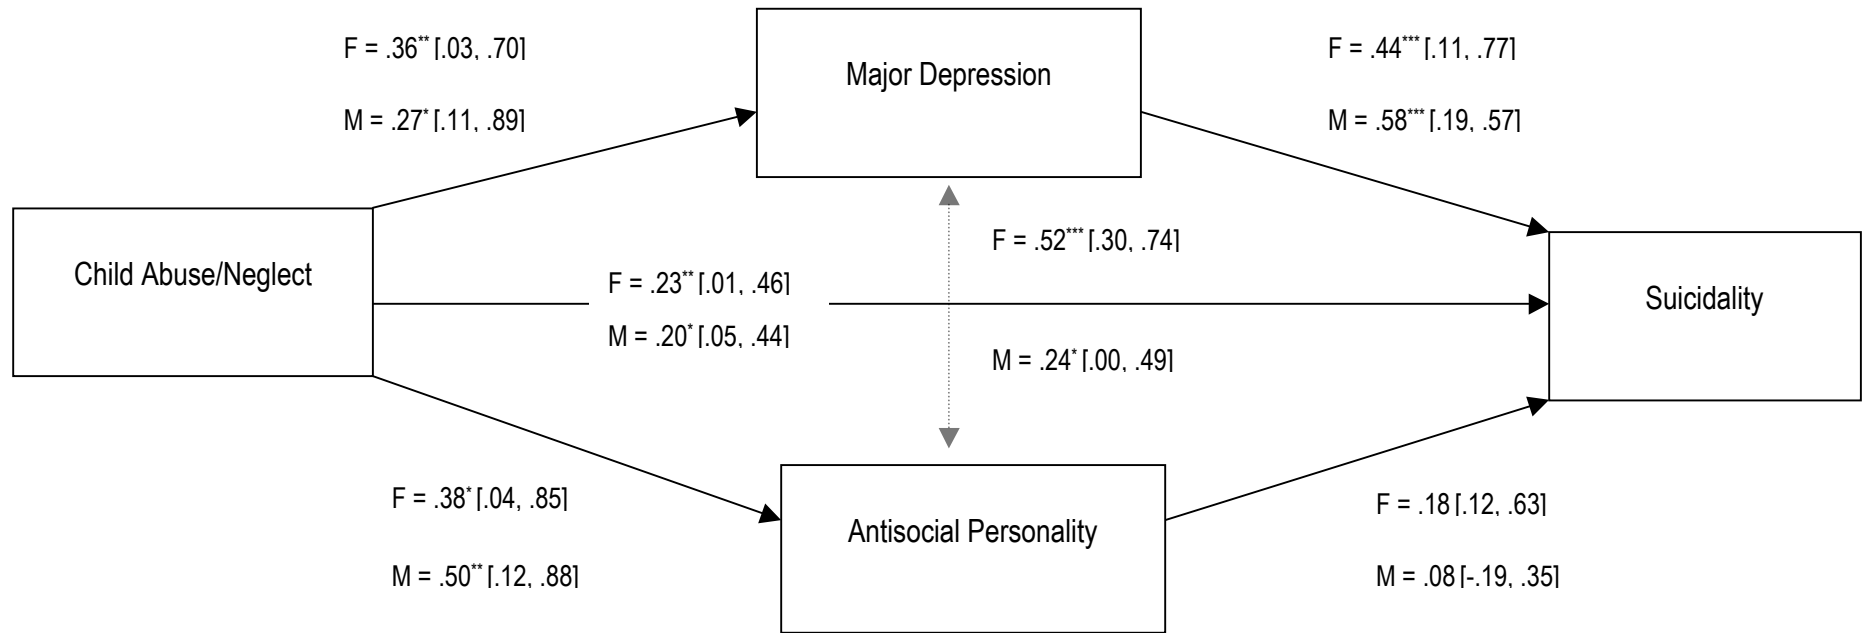 F = .36** [.03, .70]
M = .27* [.11, .89]
Major Depression
F = .44*** [.11, .77]
M = .58*** [.19, .57]
Child Abuse/Neglect
F = .52*** [.30, .74]
F = .23** [.01, .46]
M = .20* [.05, .44]
M = .24* [.00, .49]
Suicidality
F = .38* [.04, .85]
M = .50** [.12, .88]
Antisocial Personality
F = .18 [.12, .63]
M = .08 [-.19, .35]